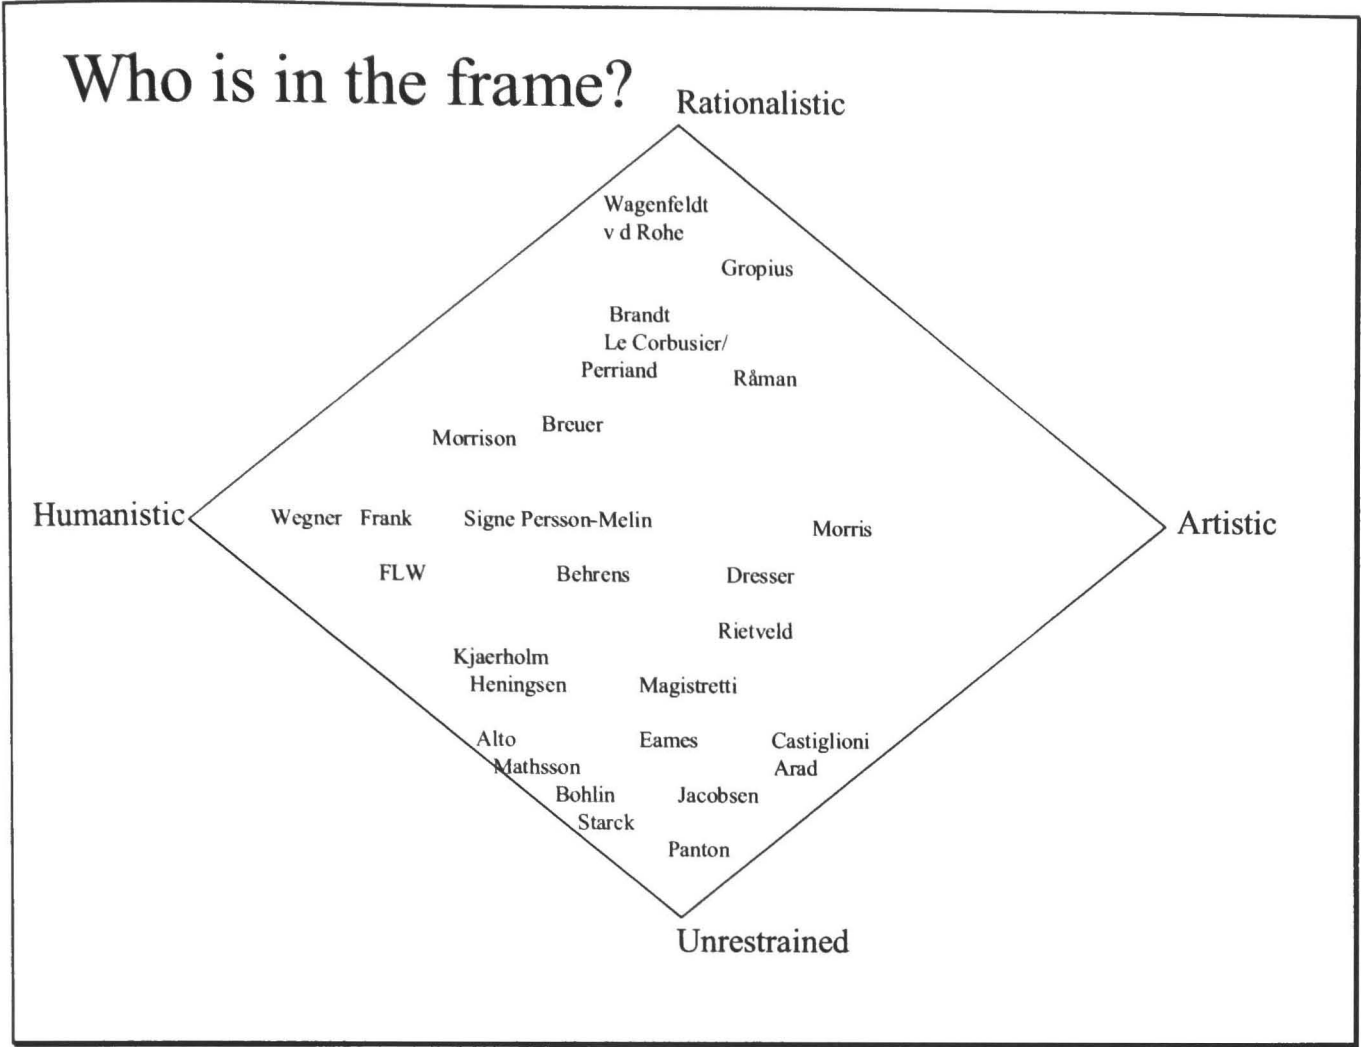 Who is in the frame?
Rationalistic
Wagenfeldt
v d Rohe
Gropius
Brandt
Le Corbusier/
Perriand
Råman
Breuer
Morrison
Humanistic
Wegner
Frank
Signe Persson-Melin
Morris
Artistic
FLW
Behrens
Dresser
Rietveld
Kjaerholm
Heningsen
Magistretti
Alto
Eames
Castiglioni
Mathsson
Arad
Bohlin
Jacobsen
Starck
Panton
Unrestrained